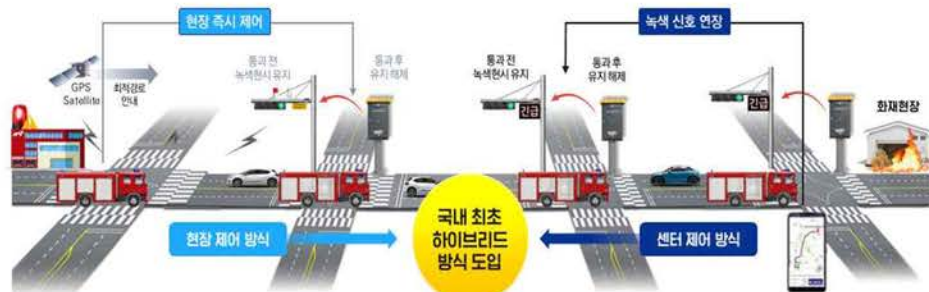 현장 즉시 제어
녹색 신호 연장
GPS
Satellite
최적경로
안내
통과 전
녹색현시 유지
통과 후
유지 해제
통과 전
녹색현시 유지
통과 후
유지 해제
긴급
긴급
화재현장
현장 제어 방식
국내 최초
하이브리드
방식 도입
센터 제어 방식